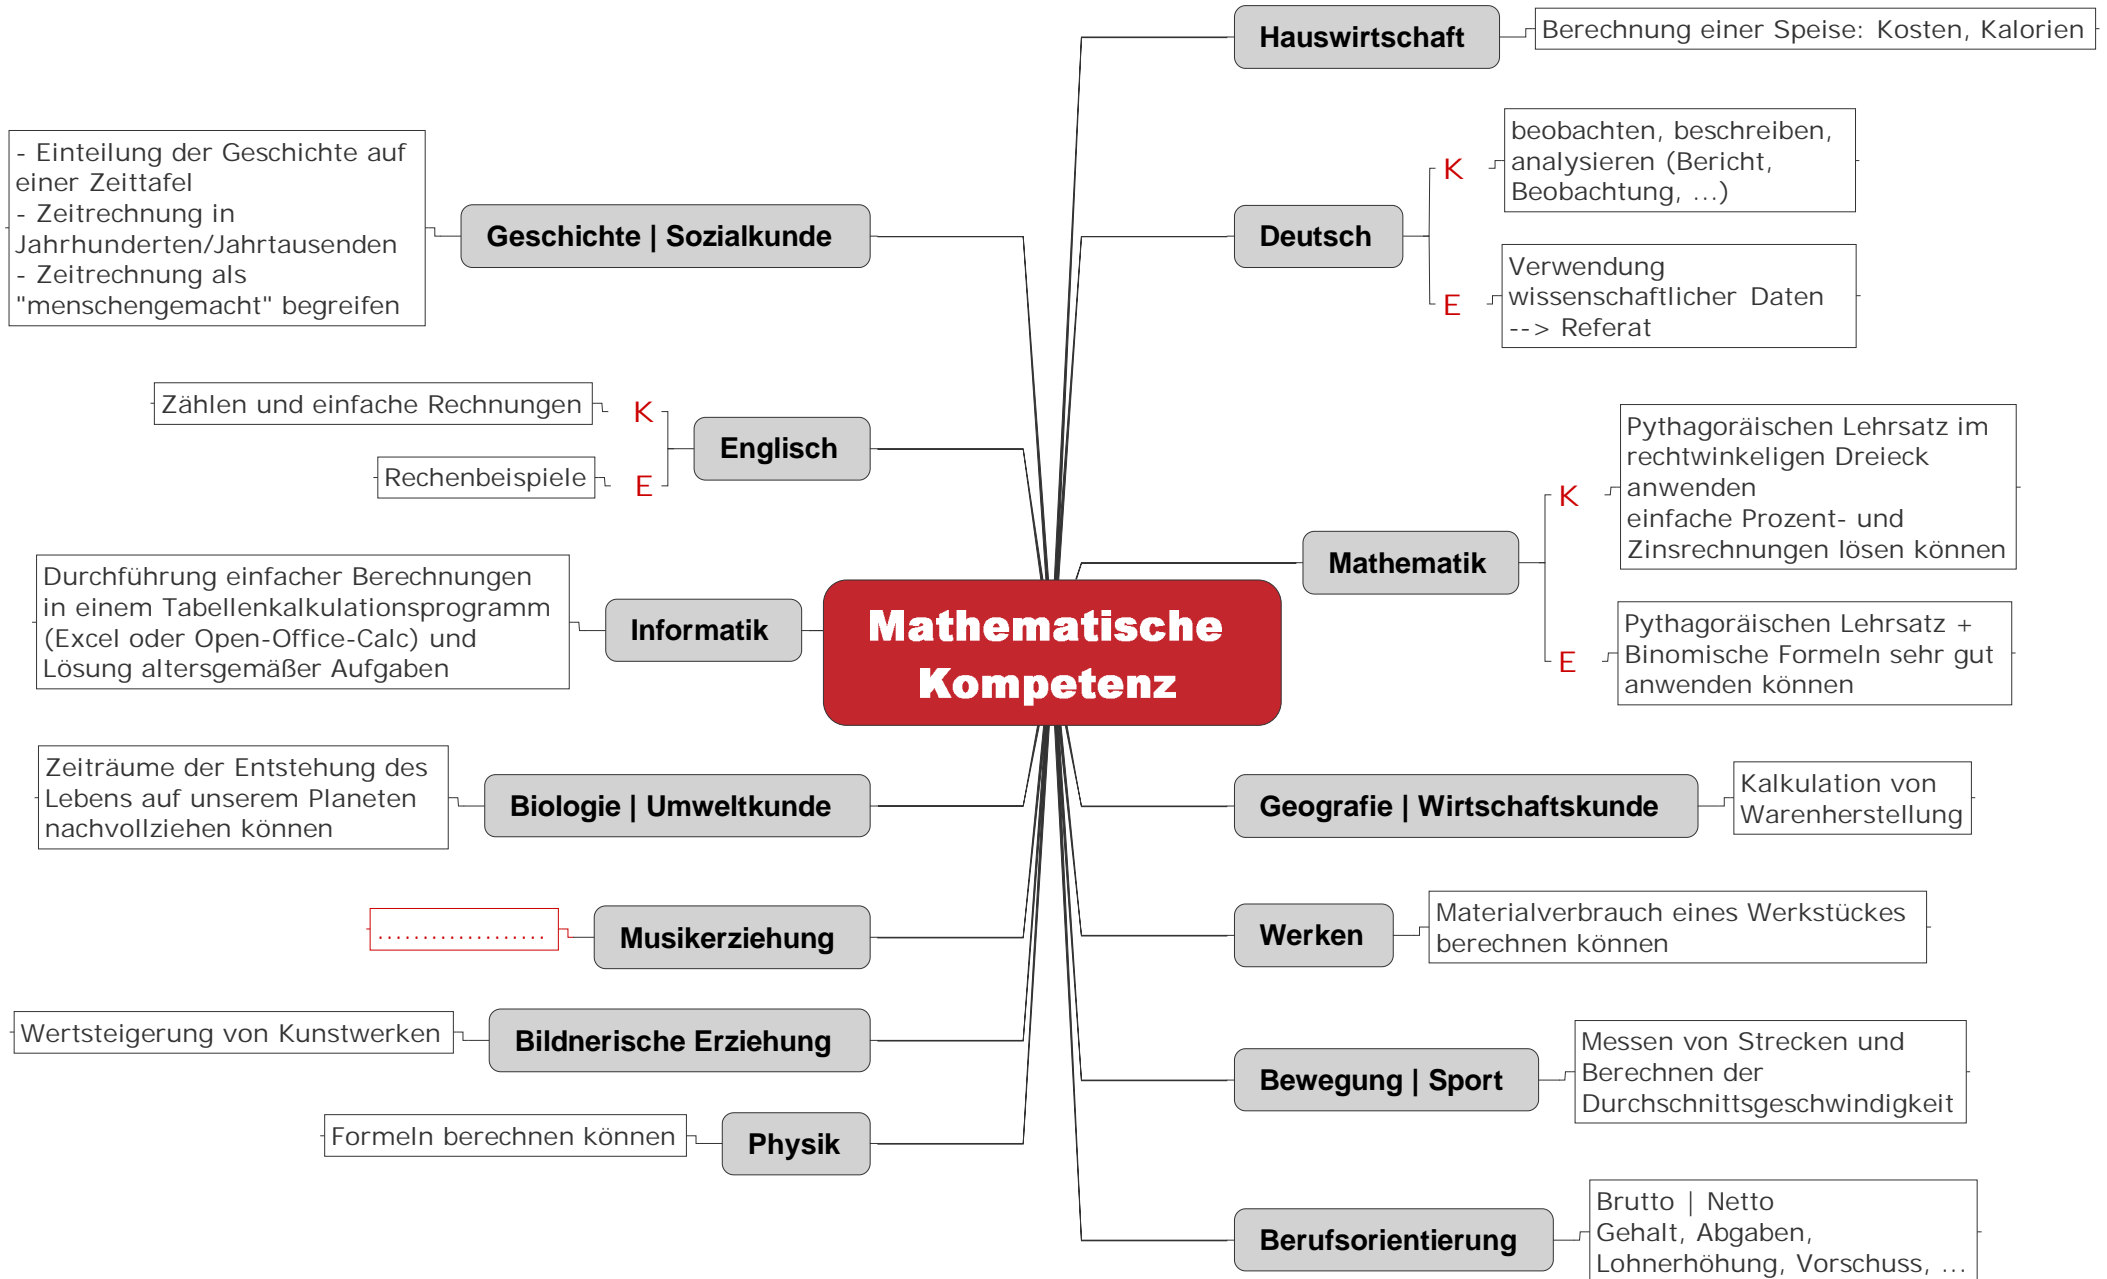 Mathematische
Kompetenz
Hauswirtschaft
Berechnung einer Speise: Kosten, Kalorien
Deutsch
K
beobachten, beschreiben,
analysieren (Bericht,
Beobachtung, ...)
E
Verwendung
wissenschaftlicher Daten
--> Referat
Mathematik
K
Pythagoräischen Lehrsatz im
rechtwinkeligen Dreieck
anwenden
einfache Prozent- und
Zinsrechnungen lösen können
E
Pythagoräischen Lehrsatz +
Binomische Formeln sehr gut
anwenden können
Geografie | Wirtschaftskunde
Kalkulation von
Warenherstellung
Werken
Materialverbrauch eines Werkstückes
berechnen können
Bewegung | Sport
Messen von Strecken und
Berechnen der
Durchschnittsgeschwindigkeit
Berufsorientierung
Brutto | Netto
Gehalt, Abgaben,
Lohnerhöhung, Vorschuss, ...
Geschichte | Sozialkunde
- Einteilung der Geschichte auf
einer Zeittafel
- Zeitrechnung in
Jahrhunderten/Jahrtausenden
- Zeitrechnung als
"menschengemacht" begreifen
Englisch
K
Zählen und einfache Rechnungen
E
Rechenbeispiele
Informatik
Durchführung einfacher Berechnungen
in einem Tabellenkalkulationsprogramm
(Excel oder Open-Office-Calc) und
Lösung altersgemäßer Aufgaben
Biologie | Umweltkunde
Zeiträume der Entstehung des
Lebens auf unserem Planeten
nachvollziehen können
Musikerziehung
...................
Bildnerische Erziehung
Wertsteigerung von Kunstwerken
Physik
Formeln berechnen können